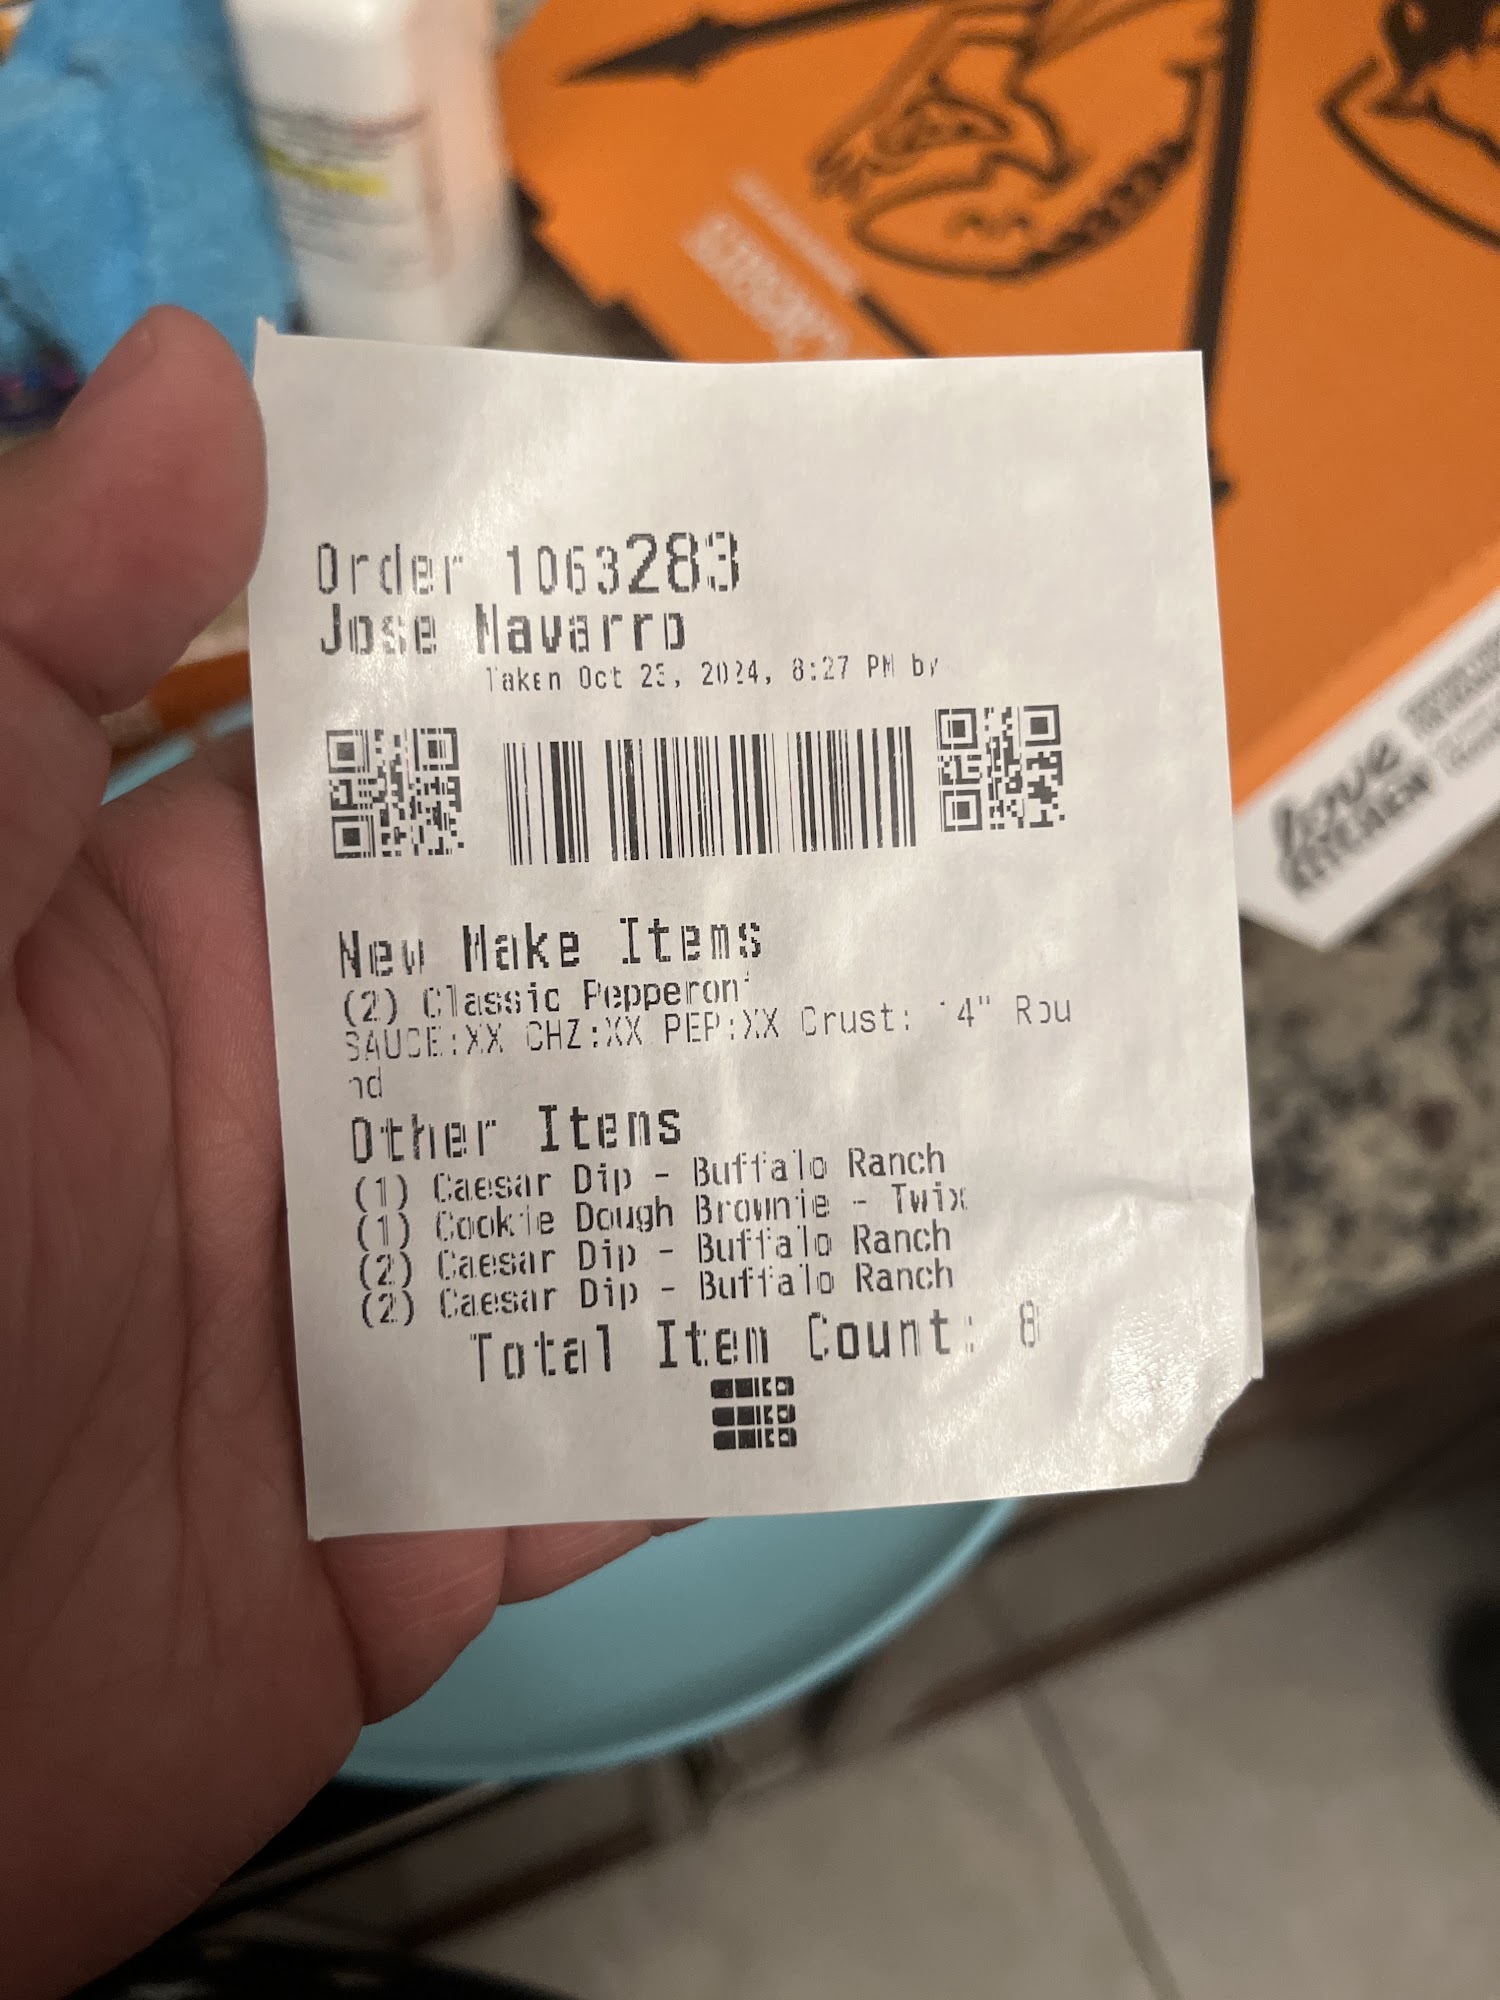 Order 1063283
Jose Navarro
Taken Oct 23, 2024, 8:27 PM by
New Make Items
(2) Classic Pepperoni
SAUCE:XX CHZ:XX PEP:XX Crust: 14" Rou
nd
Other Items
(1) Caesar Dip - Buffalo Ranch
(1) Cookie Dough Brownie - Twix
(2) Caesar Dip - Buffalo Ranch
(2) Caesar Dip - Buffalo Ranch
Total Item Count: 8
love
KITCHEN